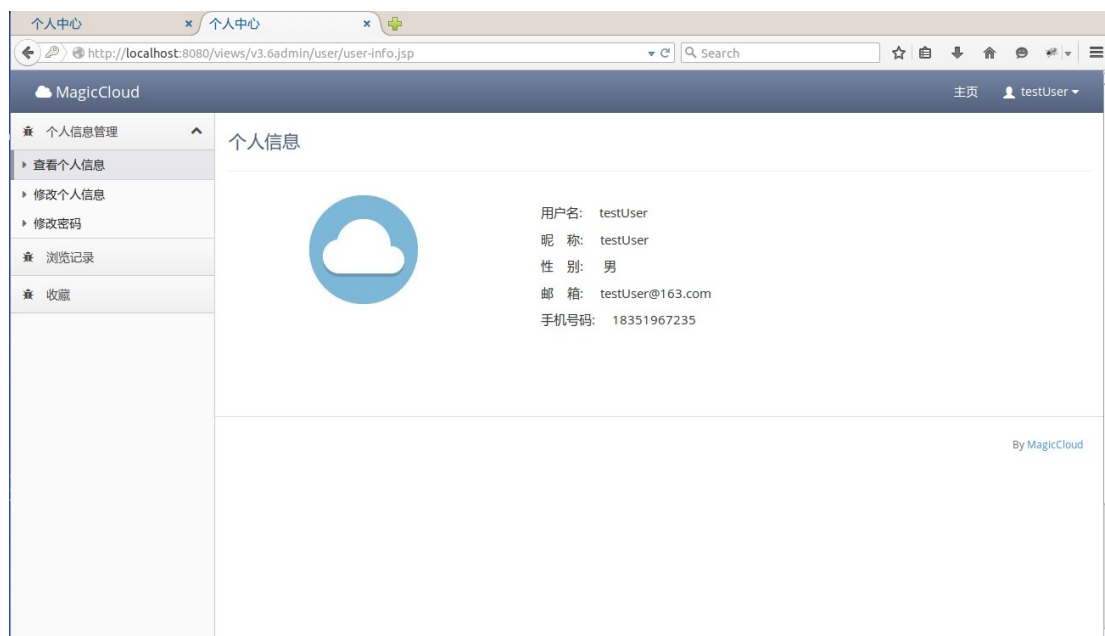 个人中心 个人中心
http://localhost:8080/views/v3.6admin/user/user-info.jsp Search
MagicCloud 主页 testUser
个人信息管理
查看个人信息
修改个人信息
修改密码
浏览记录
收藏
个人信息
用户名: testUser
昵 称: testUser
性 别: 男
邮 箱: testUser@163.com
手机号码: 18351967235
By MagicCloud